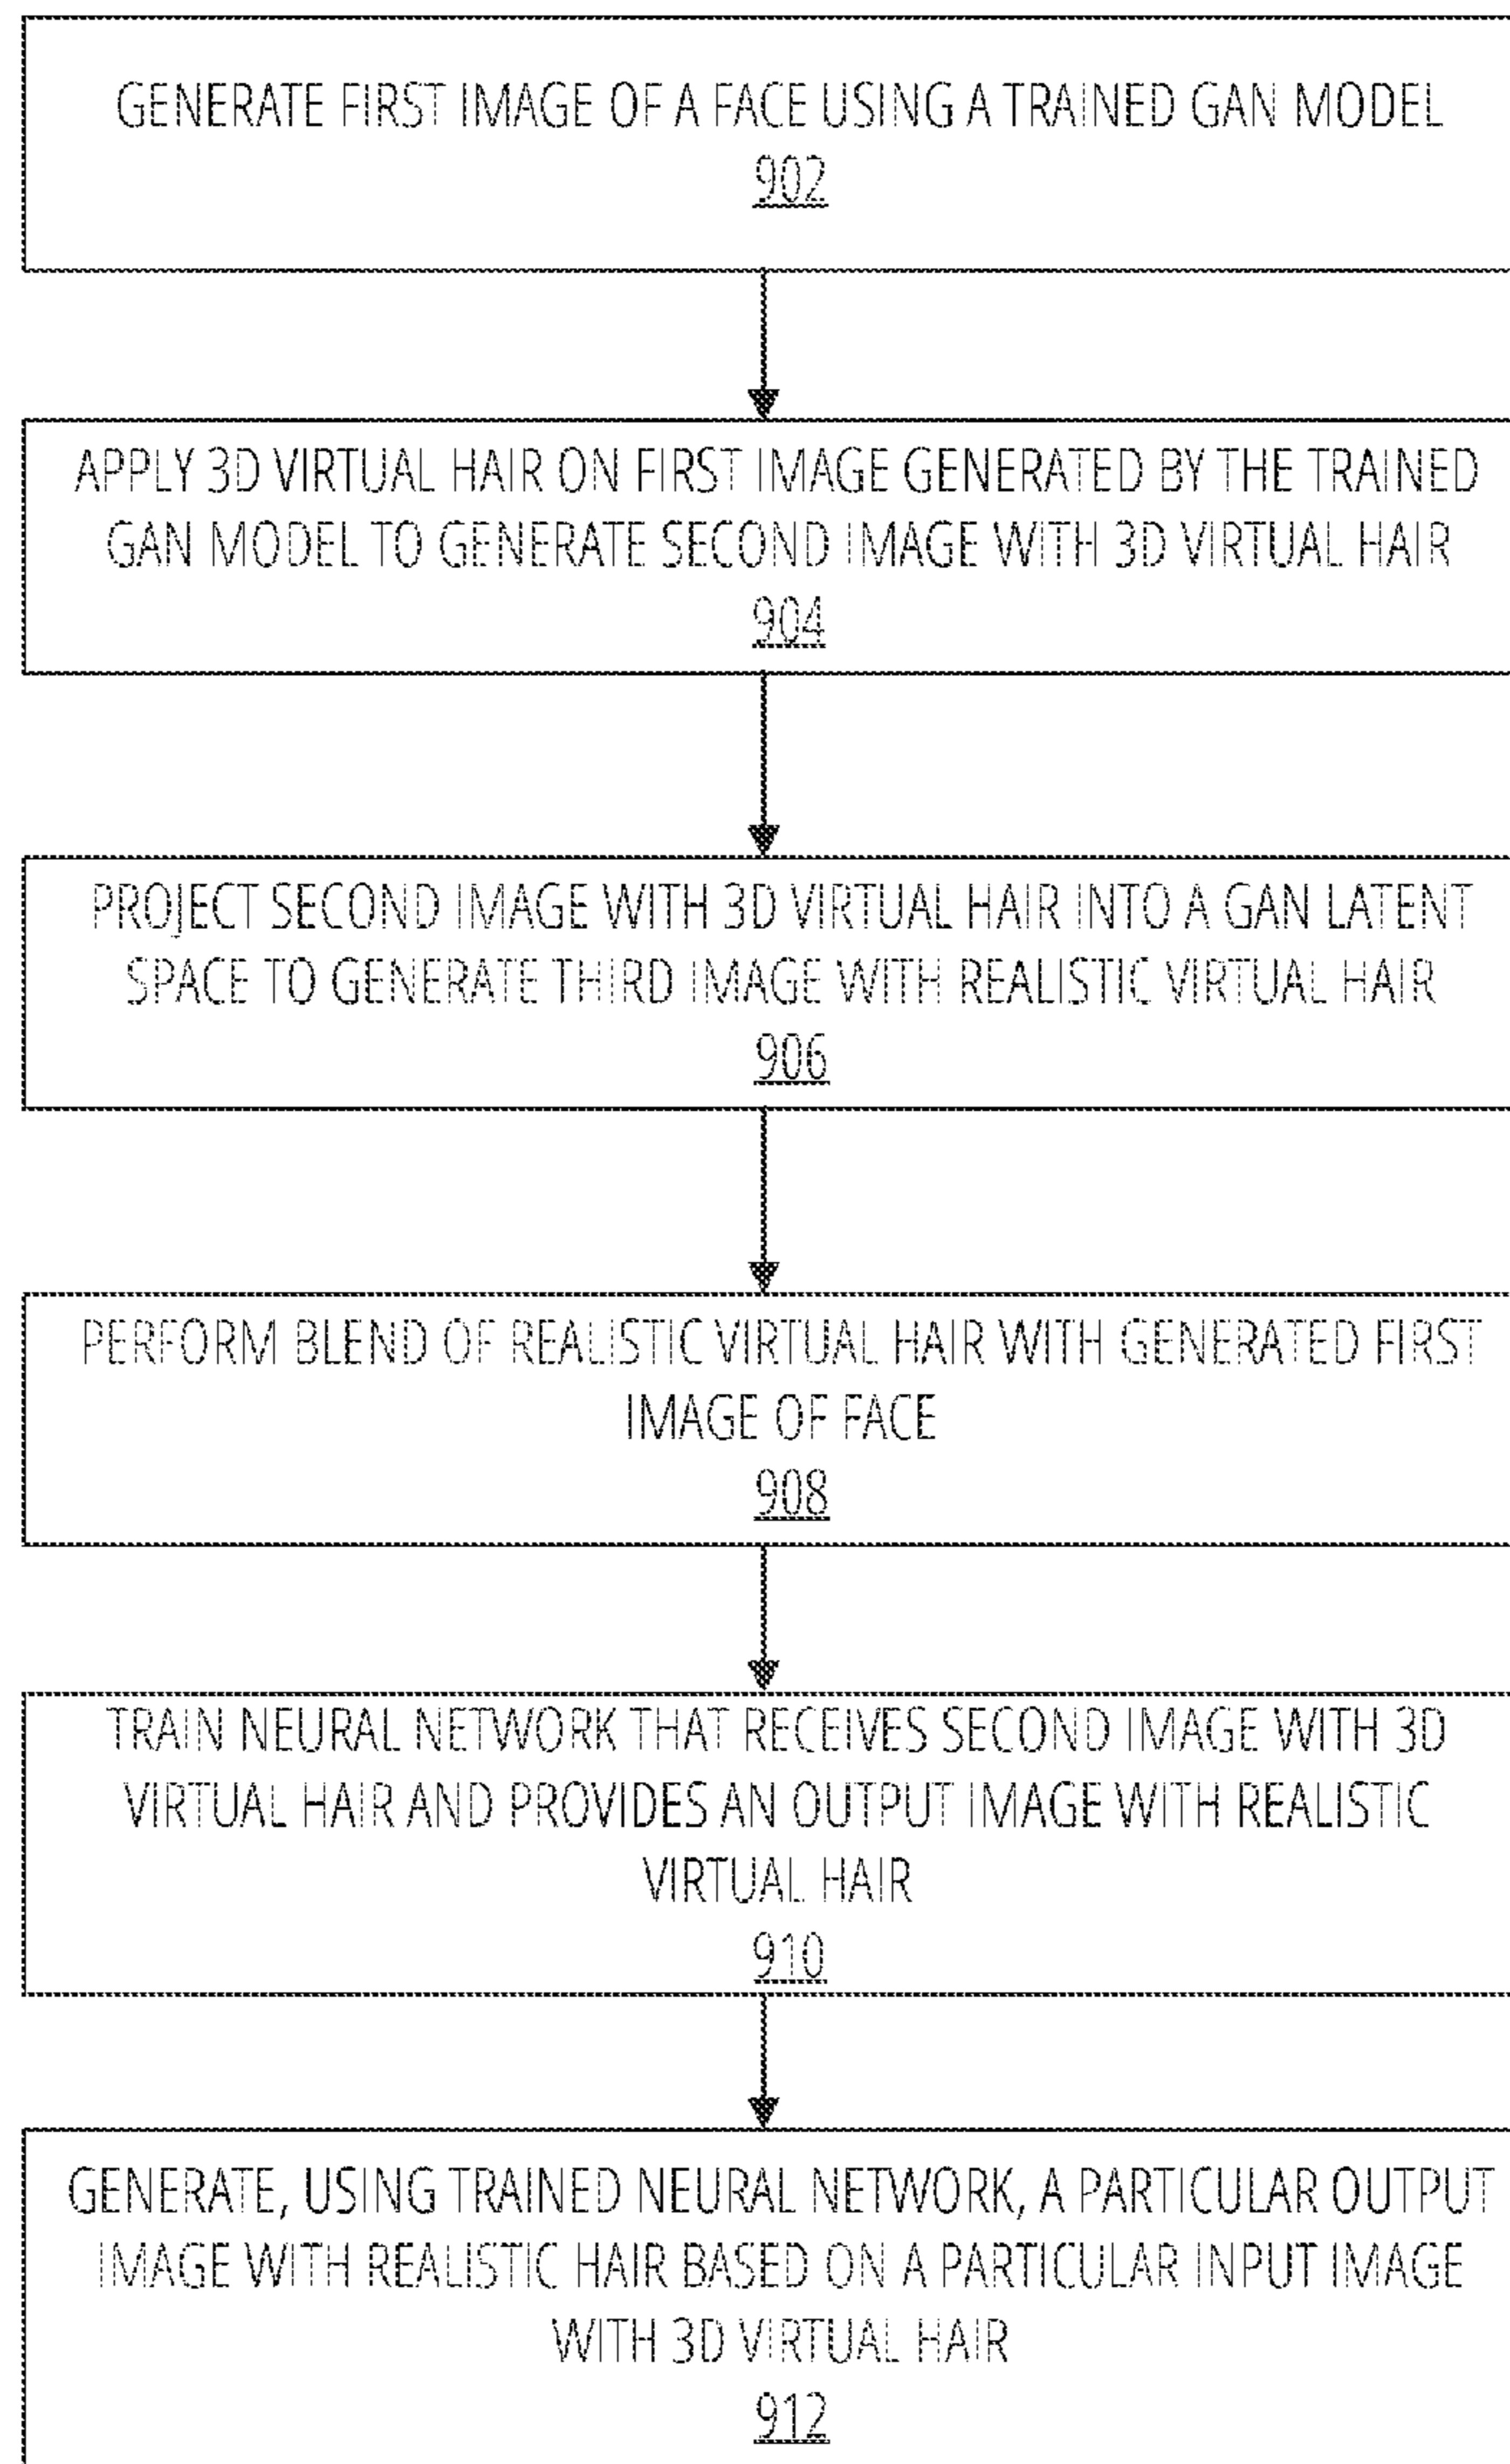 GENERATE FIRST IMAGE OF A FACE USING A TRAINED GAN MODEL
902
APPLY 3D VIRTUAL HAIR ON FIRST IMAGE GENERATED BY THE TRAINED
GAN MODEL TO GENERATE SECOND IMAGE WITH 3D VIRTUAL HAIR
904
PROJECT SECOND IMAGE WITH 3D VIRTUAL HAIR INTO A GAN LATENT
SPACE TO GENERATE THIRD IMAGE WITH REALISTIC VIRTUAL HAIR
906
PERFORM BLEND OF REALISTIC VIRTUAL HAIR WITH GENERATED FIRST
IMAGE OF FACE
908
TRAIN NEURAL NETWORK THAT RECEIVES SECOND IMAGE WITH 3D
VIRTUAL HAIR AND PROVIDES AN OUTPUT IMAGE WITH REALISTIC
VIRTUAL HAIR
910
GENERATE, USING TRAINED NEURAL NETWORK, A PARTICULAR OUTPUT
IMAGE WITH REALISTIC HAIR BASED ON A PARTICULAR INPUT IMAGE
WITH 3D VIRTUAL HAIR
912